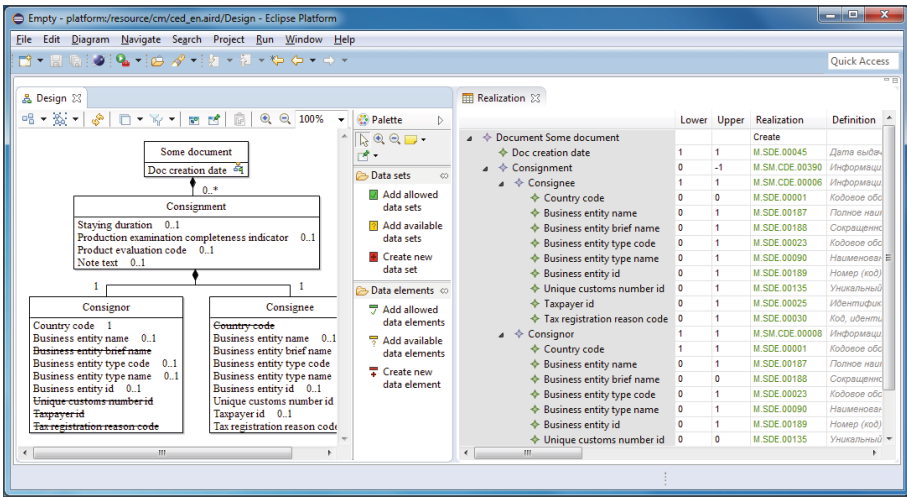 Empty - platform:/resource/cm/ced_en.aird/Design - Eclipse Platform
File Edit Diagram Navigate Search Project Run Window Help
Quick Access
Design
100%
Some document
Doc creation date
0..*
Consignment
Staying duration 0..1
Production examination completeness indicator 0..1
Product evaluation code 0..1
Note text 0..1
1 1
Consignor
Country code 1
Business entity name 0..1
Business entity brief name
Business entity type code 0..1
Business entity type name 0..1
Business entity id 0..1
Unique customs number id
Taxpayer id
Tax registration reason code
Consignee
Country code
Business entity name 0..1
Business entity brief name
Business entity type code
Business entity type name
Business entity id 0..1
Unique customs number id
Taxpayer id 0..1
Tax registration reason code
Palette
Data sets
Add allowed
data sets
Add available
data sets
Create new
data set
Data elements
Add allowed
data elements
Add available
data elements
Create new
data element
Realization
Lower Upper Realization Definition
Document Some document Create
Doc creation date 1 1 M.SDE.00045 Дата выдач
Consignment 0 -1 M.SM.CDE.00390 Информаци
Consignee 1 1 M.SM.CDE.00006 Информаци
Country code 0 0 M.SDE.00001 Кодовое обо
Business entity name 0 1 M.SDE.00187 Полное наим
Business entity brief name 0 1 M.SDE.00188 Сокращенно
Business entity type code 0 1 M.SDE.00023 Кодовое обо
Business entity type name 0 1 M.SDE.00090 Наименован
Business entity id 0 1 M.SDE.00189 Номер (код)
Unique customs number id 0 1 M.SDE.00135 Уникальный
Taxpayer id 0 1 M.SDE.00025 Идентифик
Tax registration reason code 0 1 M.SDE.00030 Код, иденти
Consignor 1 1 M.SM.CDE.00008 Информаци
Country code 1 1 M.SDE.00001 Кодовое обо
Business entity name 0 1 M.SDE.00187 Полное наим
Business entity brief name 0 0 M.SDE.00188 Сокращенно
Business entity type code 0 1 M.SDE.00023 Кодовое обо
Business entity type name 0 1 M.SDE.00090 Наименован
Business entity id 0 1 M.SDE.00189 Номер (код)
Unique customs number id 0 0 M.SDE.00135 Уникальный